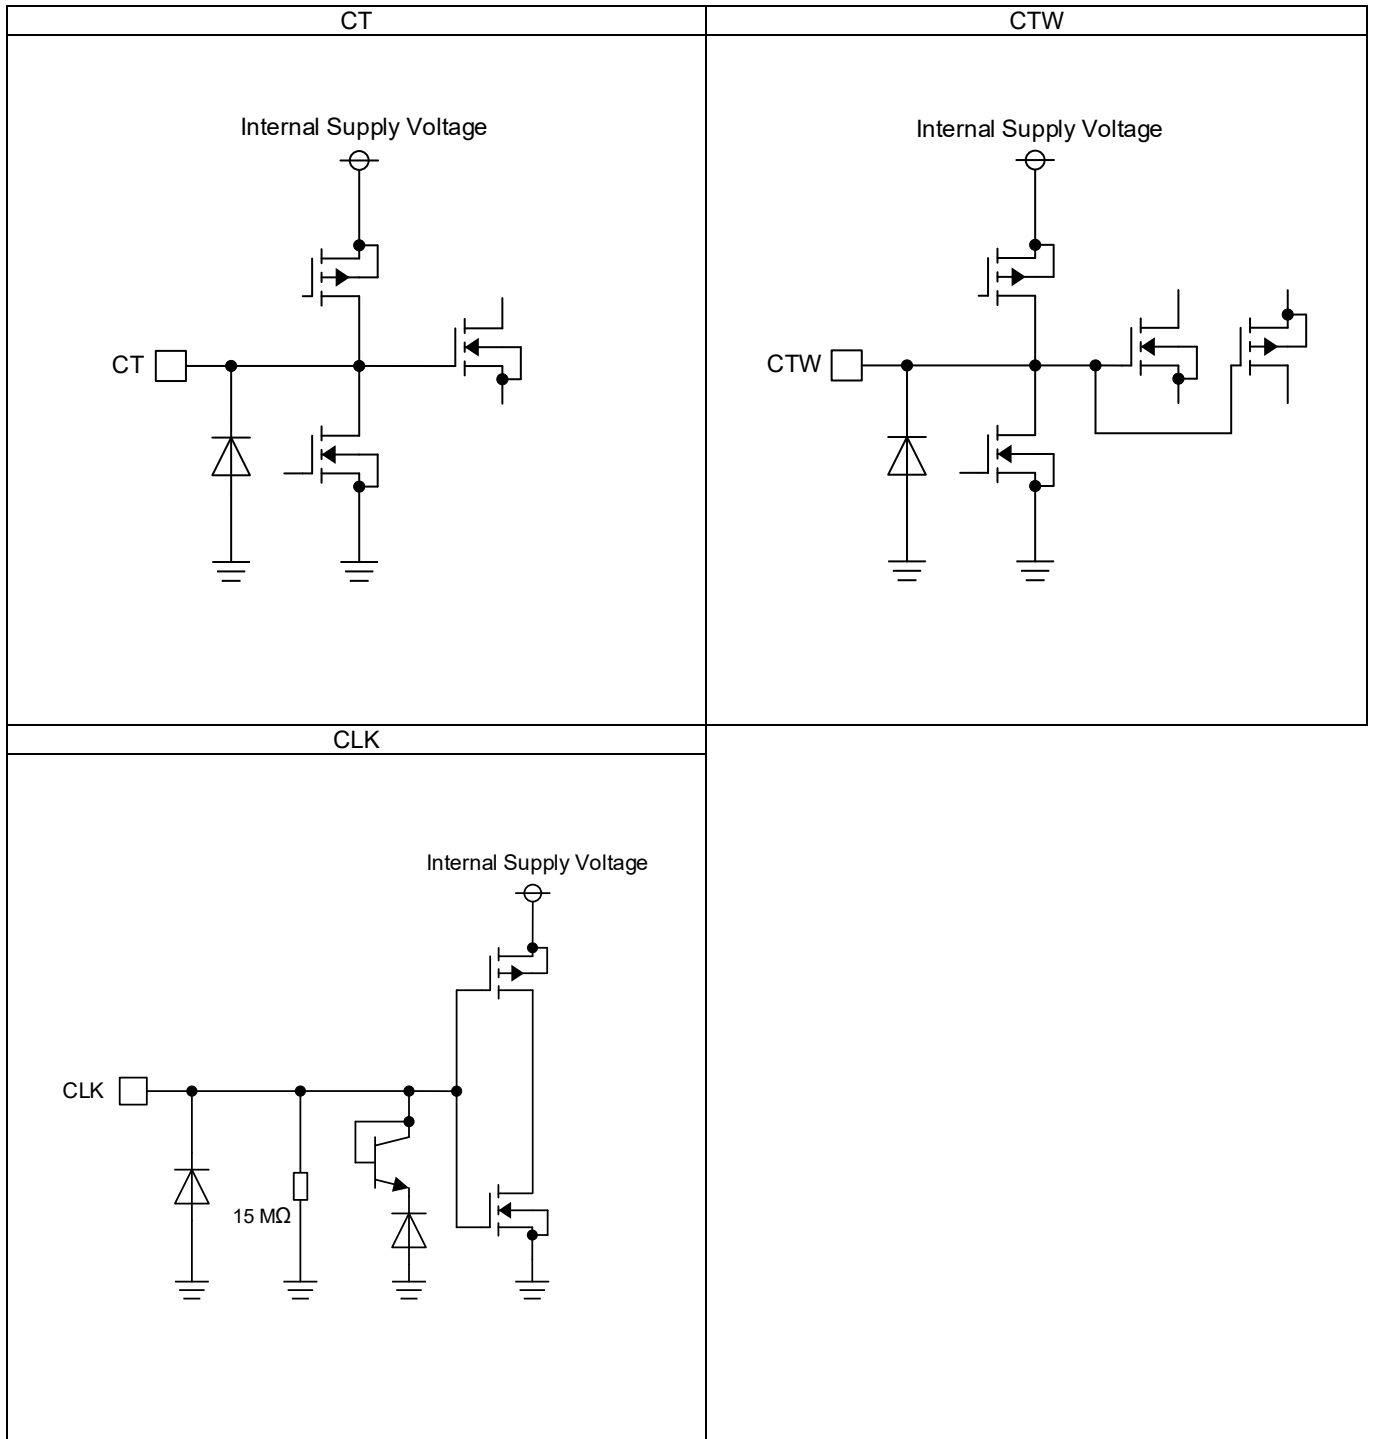 CT
CTW
Internal Supply Voltage
Internal Supply Voltage
CT
CTW
CLK
Internal Supply Voltage
CLK
15 MΩ